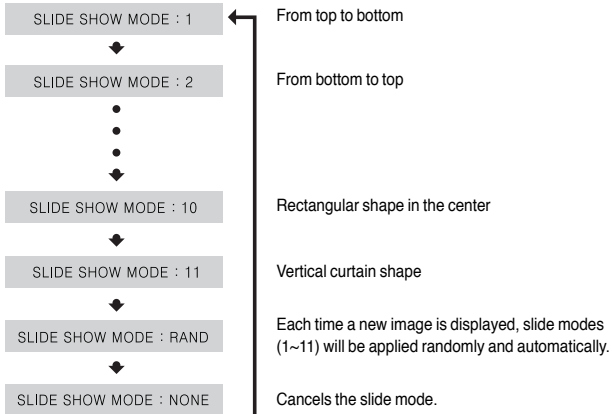 SLIDE SHOW MODE : 1 From top to bottom
SLIDE SHOW MODE : 2 From bottom to top
SLIDE SHOW MODE : 10 Rectangular shape in the center
SLIDE SHOW MODE : 11 Vertical curtain shape
SLIDE SHOW MODE : RAND Each time a new image is displayed, slide modes
(1~11) will be applied randomly and automatically.
SLIDE SHOW MODE : NONE Cancels the slide mode.